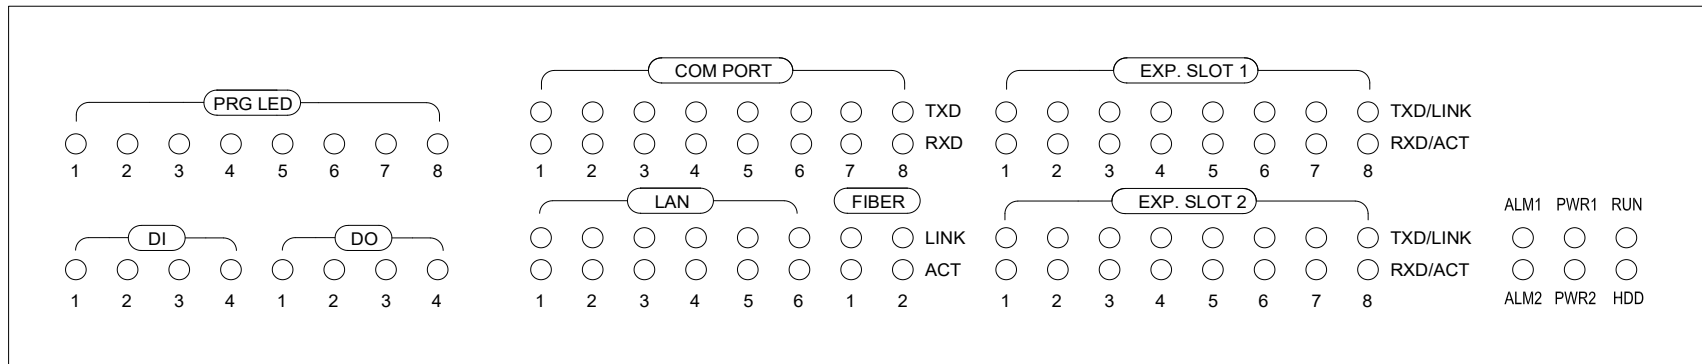 PRG LED
1 2 3 4 5 6 7 8
DI DO
1 2 3 4 1 2 3 4
COM PORT
TXD
RXD
1 2 3 4 5 6 7 8
LAN FIBER
LINK
ACT
1 2 3 4 5 6 1 2
EXP. SLOT 1
TXD/LINK
RXD/ACT
1 2 3 4 5 6 7 8
EXP. SLOT 2
TXD/LINK
RXD/ACT
1 2 3 4 5 6 7 8
ALM1 PWR1 RUN
ALM2 PWR2 HDD